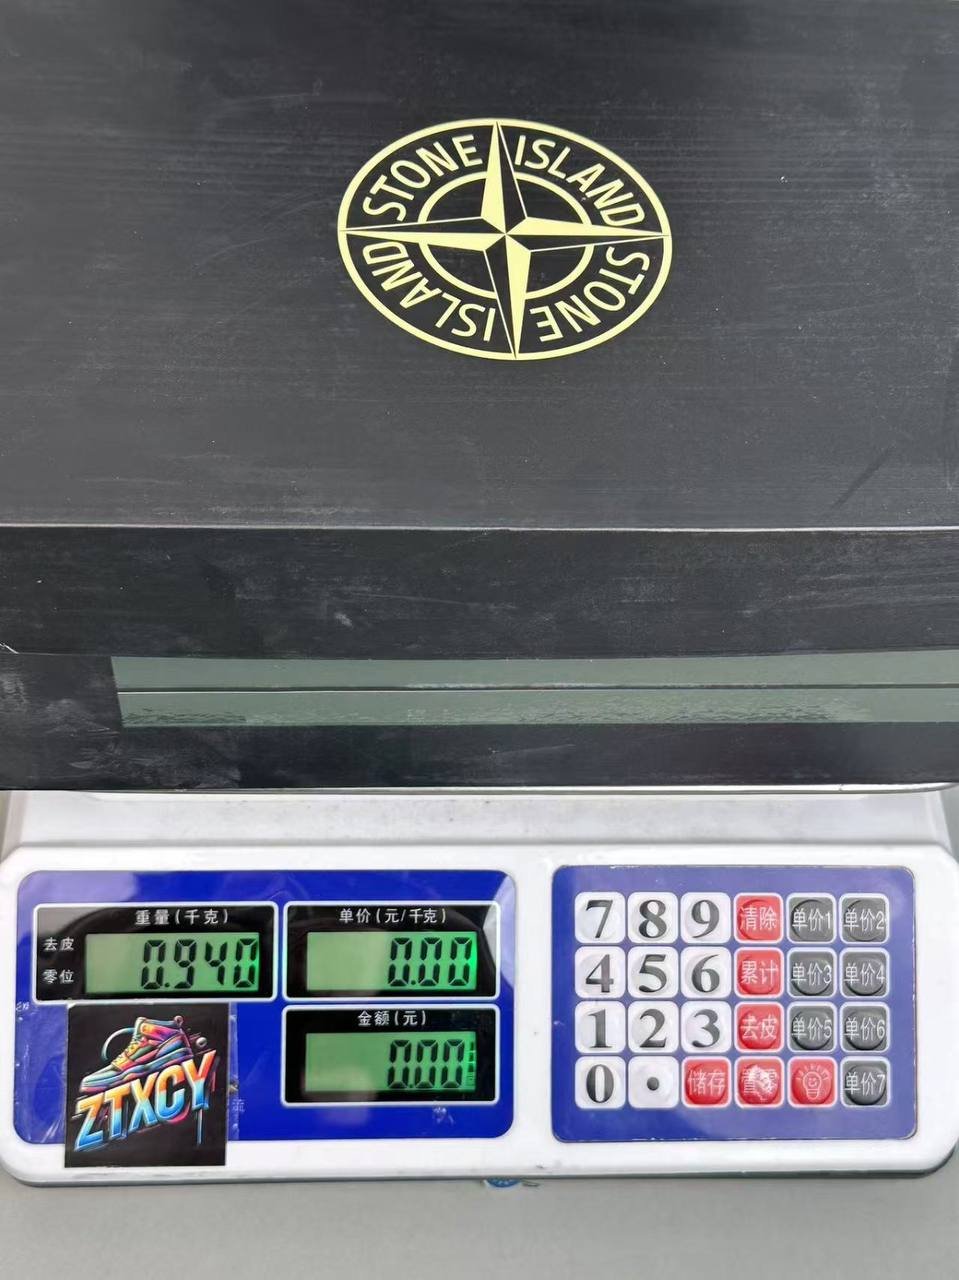 STONE ISLAND
STONE ISLAND
重量(千克)
去皮
零位
0.940
单价(元/千克)
0.00
金额(元)
0.00
ZTXCY
7 8 9 清除 单价1 单价2
4 5 6 累计 单价3 单价4
1 2 3 去皮 单价5 单价6
0 . 储存 置零 单价7